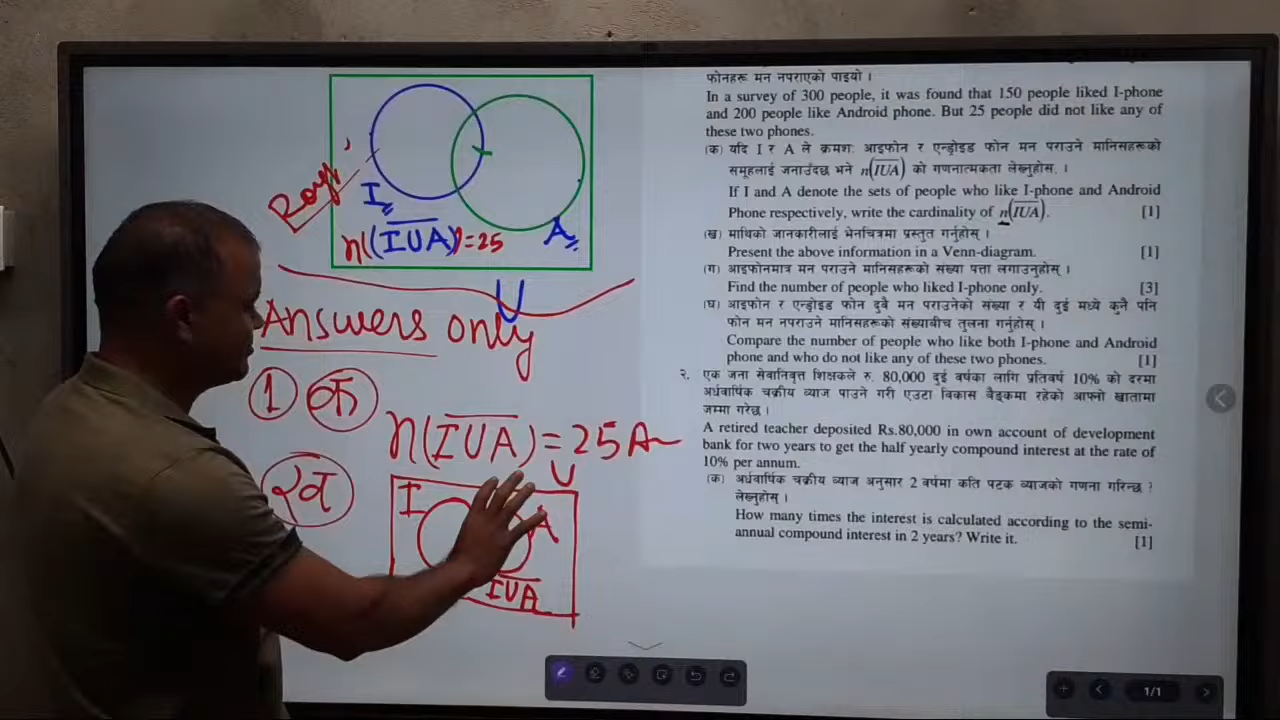 I
A
n((I∪A)‾)=25
U
Answers only
① क
n(I∪A)‾=25 A
ख
U
I
A
I∪A‾
फोनहरू मन नपराएको पाइयो ।
In a survey of 300 people, it was found that 150 people liked I-phone
and 200 people like Android phone. But 25 people did not like any of
these two phones.
(क) यदि I र A ले क्रमशः आइफोन र एन्ड्रोइड फोन मन पराउने मानिसहरूको
समूहलाई जनाउँदछ भने n(I∪A)‾ को गणनात्मकता लेख्नुहोस् ।
If I and A denote the sets of people who like I-phone and Android
Phone respectively, write the cardinality of n(I∪A)‾. [1]
(ख) माथिको जानकारीलाई भेनचित्रमा प्रस्तुत गर्नुहोस् ।
Present the above information in a Venn-diagram. [1]
(ग) आइफोनमात्र मन पराउने मानिसहरूको संख्या पत्ता लगाउनुहोस् ।
Find the number of people who liked I-phone only. [3]
(घ) आइफोन र एन्ड्रोइड फोन दुवै मन पराउनेको संख्या र यी दुई मध्ये कुनै पनि
फोन मन नपराउने मानिसहरूको संख्याबीच तुलना गर्नुहोस् ।
Compare the number of people who like both I-phone and Android
phone and who do not like any of these two phones. [1]
२. एक जना सेवानिवृत्त शिक्षकले रु. 80,000 दुई वर्षका लागि प्रतिवर्ष 10% को दरमा
अर्धवार्षिक चक्रीय ब्याज पाउने गरी एउटा विकास बैङ्कमा रहेको आफ्नो खातामा
जम्मा गरेछ ।
A retired teacher deposited Rs.80,000 in own account of development
bank for two years to get the half yearly compound interest at the rate of
10% per annum.
(क) अर्धवार्षिक चक्रीय ब्याज अनुसार 2 वर्षमा कति पटक ब्याजको गणना गरिन्छ ?
लेख्नुहोस् ।
How many times the interest is calculated according to the semi-
annual compound interest in 2 years? Write it. [1]
1/1